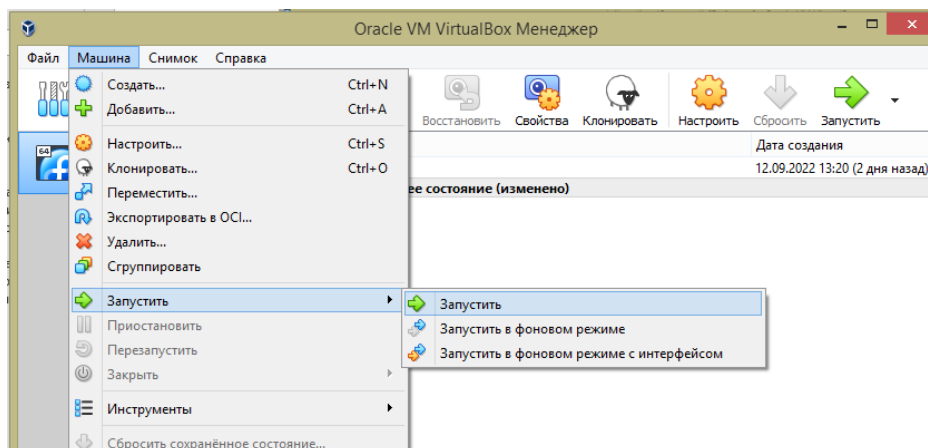 Oracle VM VirtualBox Менеджер
Файл Машина Снимок Справка
Создать... Ctrl+N
Добавить... Ctrl+A
Настроить... Ctrl+S
Клонировать... Ctrl+O
Переместить...
Экспортировать в OCI...
Удалить...
Сгруппировать
Запустить
Приостановить
Перезапустить
Закрыть
Инструменты
Сбросить сохранённое состояние...
Восстановить Свойства Клонировать Настроить Сбросить Запустить
64
Дата создания
12.09.2022 13:20 (2 дня назад)
ее состояние (изменено)
Запустить
Запустить в фоновом режиме
Запустить в фоновом режиме с интерфейсом